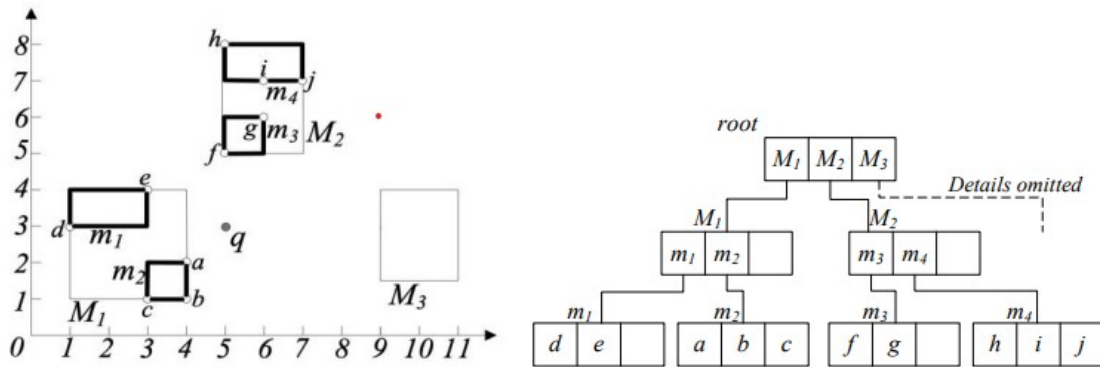 8
7
6
5
4
3
2
1
0
1 2 3 4 5 6 7 8 9 10 11
h
i
j
m4
g
m3
M2
f
e
d
m1
q
m2
a
M1
c
b
M3
root
M1 M2 M3
Details omitted
M1
M2
m1 m2
m3 m4
m1
m2
m3
m4
d e
a b c
f g
h i j